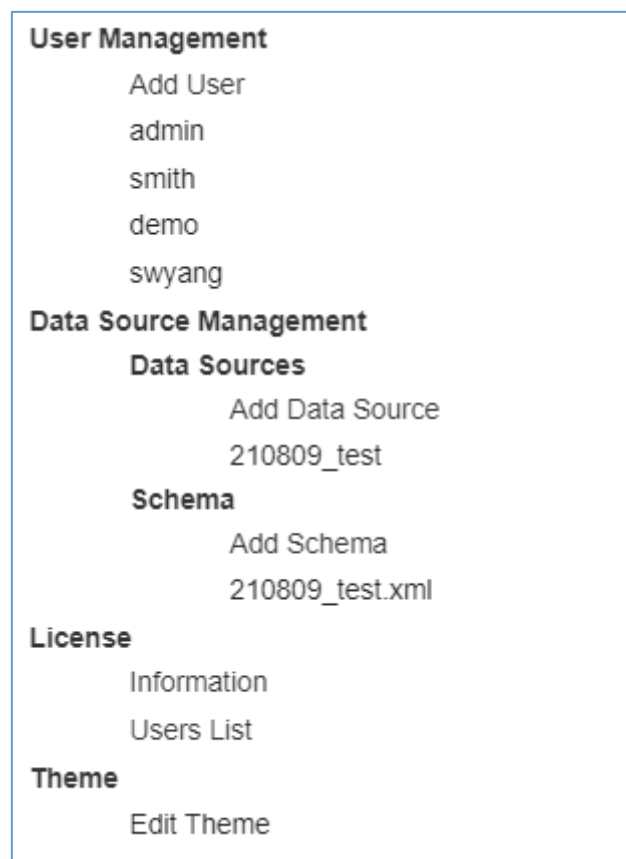 User Management
Add User
admin
smith
demo
swyang
Data Source Management
Data Sources
Add Data Source
210809_test
Schema
Add Schema
210809_test.xml
License
Information
Users List
Theme
Edit Theme